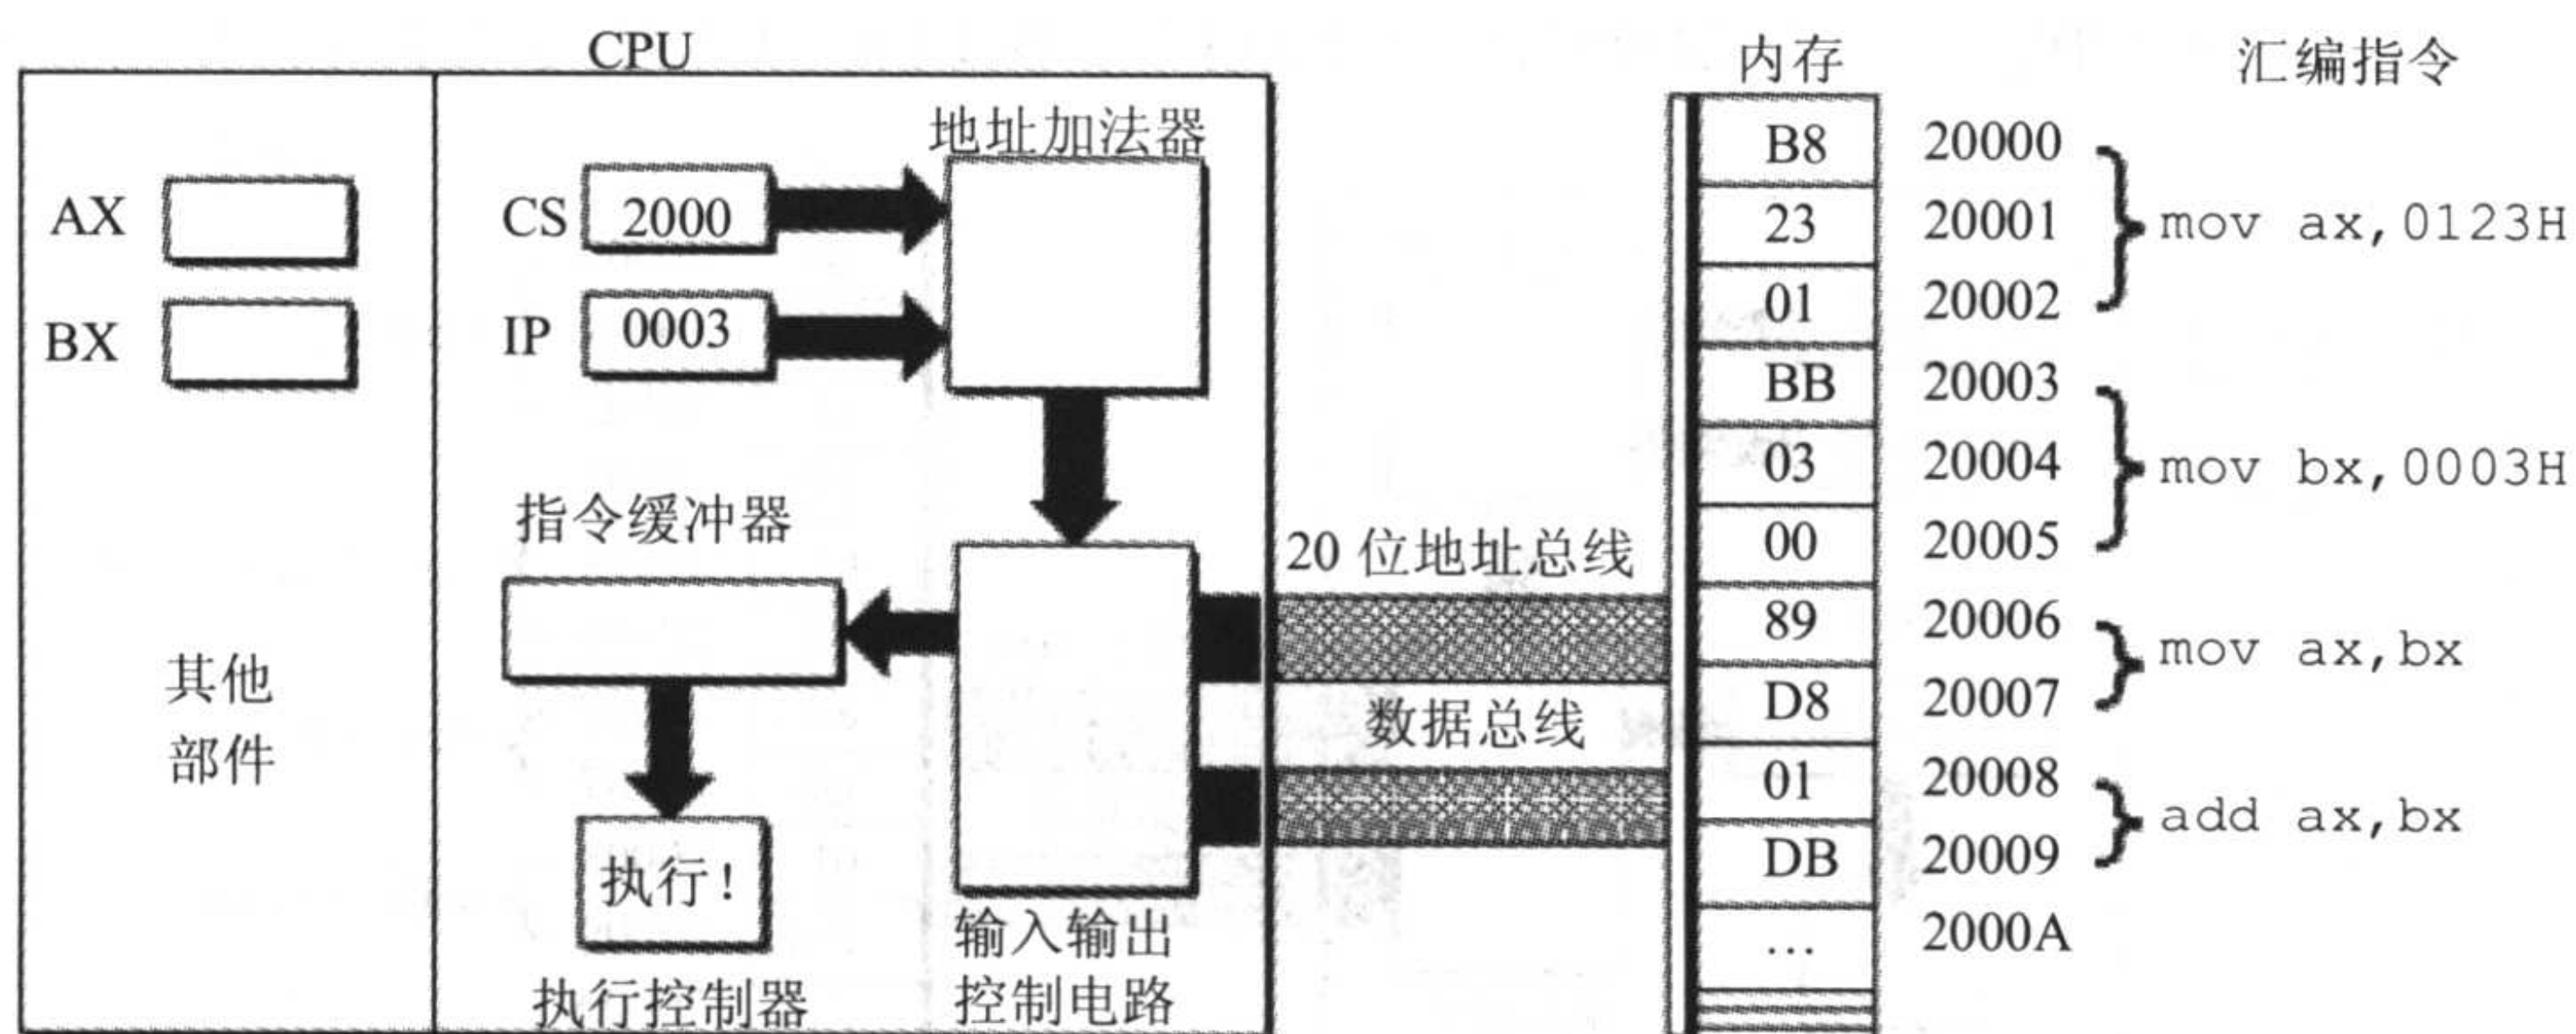 CPU
AX
BX
其他
部件
CS
2000
IP
0003
地址加法器
指令缓冲器
执行!
执行控制器
输入输出
控制电路
20 位地址总线
数据总线
内存
汇编指令
B8 20000
23 20001 mov ax,0123H
01 20002
BB 20003
03 20004 mov bx,0003H
00 20005
89 20006 mov ax,bx
D8 20007
01 20008 add ax,bx
DB 20009
… 2000A